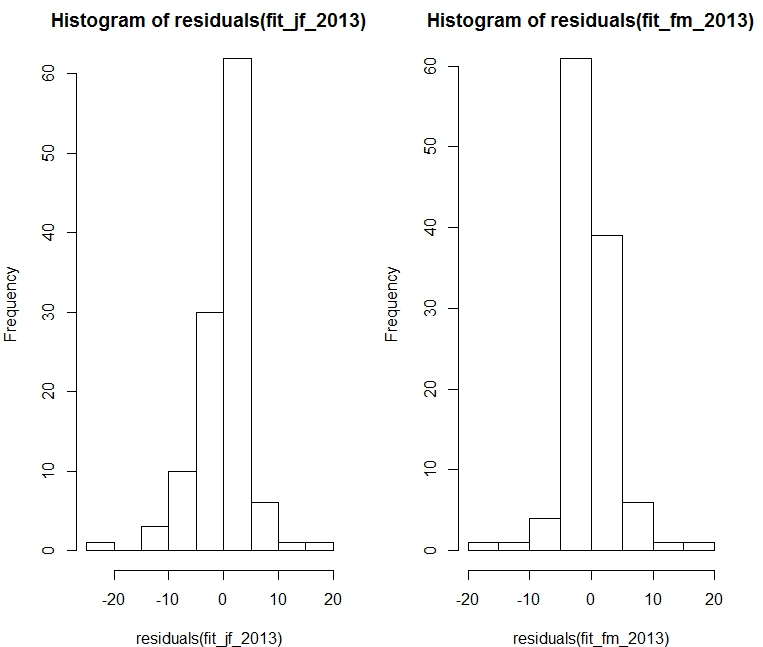 Histogram of residuals(fit_jf_2013)
Frequency
60
50
40
30
20
10
0
-20 -10 0 10 20
residuals(fit_jf_2013)
Histogram of residuals(fit_fm_2013)
Frequency
60
50
40
30
20
10
0
-20 -10 0 10 20
residuals(fit_fm_2013)